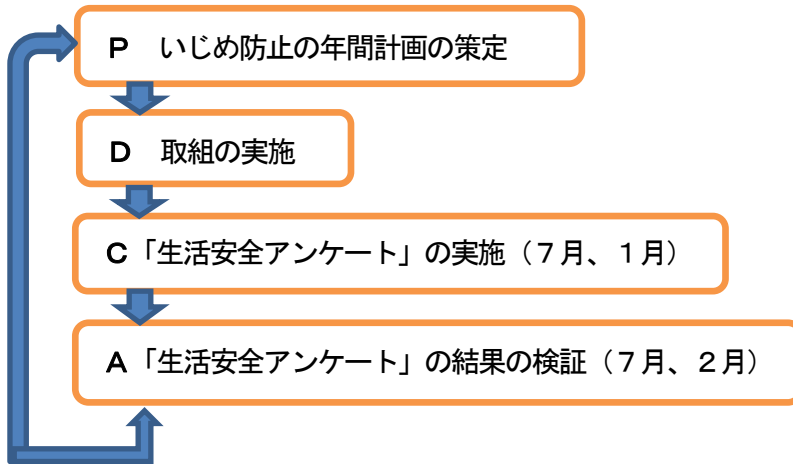 P　いじめ防止の年間計画の策定
D　取組の実施
C「生活安全アンケート」の実施（７月、１月）
A「生活安全アンケート」の結果の検証（７月、２月）